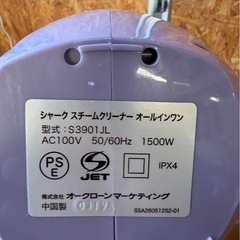 シャーク スチームクリーナー オールインワン
型式：S3901JL
AC100V 50/60Hz 1500W
PS
E
S
JET
IPX4
株式会社オークローンマーケティング
中国製
SSA260512S2-01